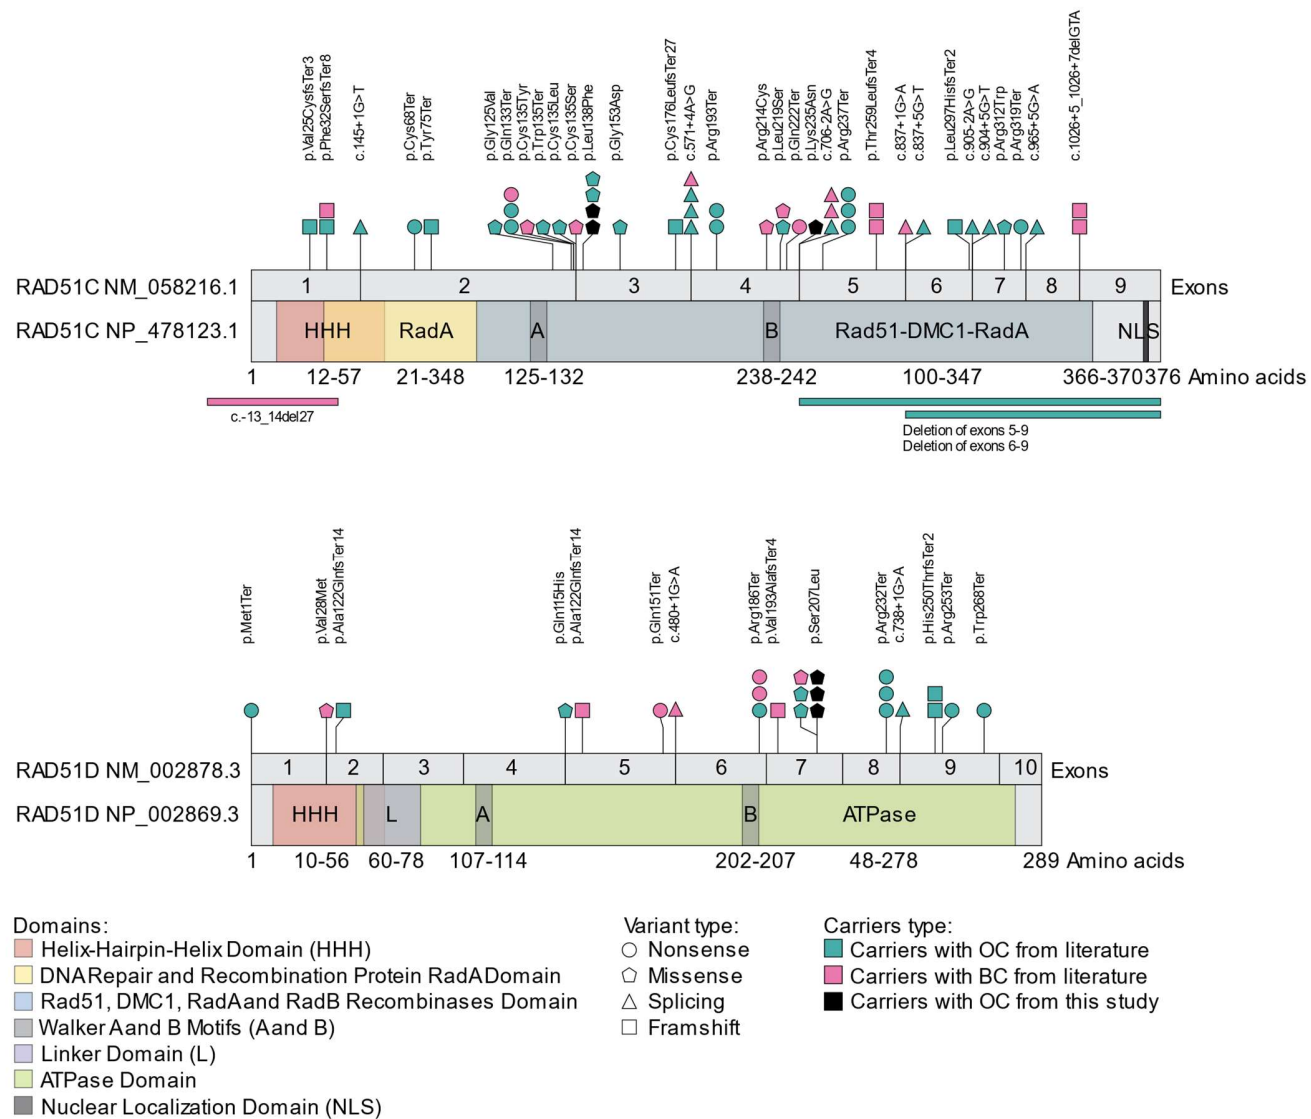 p.Val25CysfsTer3
p.Phe32SerfsTer8
c.145+1G>T
p.Cys68Ter
p.Tyr75Ter
p.Gly125Val
p.Gln133Ter
p.Cys135Tyr
p.Trp135Ter
p.Cys135Leu
p.Cys135Ser
p.Leu138Phe
p.Gly153Asp
p.Cys176LeufsTer27
c.571+4A>G
p.Arg193Ter
p.Arg214Cys
p.Leu219Ser
p.Gln222Ter
p.Lys235Asn
c.706-2A>G
p.Arg237Ter
p.Thr259LeufsTer4
c.837+1G>A
c.837+5G>T
p.Leu297HisfsTer2
c.905-2A>G
c.904+5G>T
p.Arg312Trp
p.Arg319Ter
c.965+5G>A
c.1026+5_1026+7delGTA
RAD51C NM_058216.1 1 2 3 4 5 6 7 8 9 Exons
RAD51C NP_478123.1 HHH RadA A B Rad51-DMC1-RadA NLS
1 12-57 21-348 125-132 238-242 100-347 366-370 376 Amino acids
c.-13_14del27
Deletion of exons 5-9
Deletion of exons 6-9
p.Met1Ter
p.Val28Met
p.Ala122GlnfsTer14
p.Gln115His
p.Ala122GlnfsTer14
p.Gln151Ter
c.480+1G>A
p.Arg186Ter
p.Val193AlafsTer4
p.Ser207Leu
p.Arg232Ter
c.738+1G>A
p.His250ThrfsTer2
p.Arg253Ter
p.Trp268Ter
RAD51D NM_002878.3 1 2 3 4 5 6 7 8 9 10 Exons
RAD51D NP_002869.3 HHH L A B ATPase
1 10-56 60-78 107-114 202-207 48-278 289 Amino acids
Domains:
Helix-Hairpin-Helix Domain (HHH)
DNARepair and Recombination Protein RadADomain
Rad51, DMC1, RadAand RadB Recombinases Domain
Walker Aand B Motifs (Aand B)
Linker Domain (L)
ATPase Domain
Nuclear Localization Domain (NLS)
Variant type:
Nonsense
Missense
Splicing
Framshift
Carriers type:
Carriers with OC from literature
Carriers with BC from literature
Carriers with OC from this study